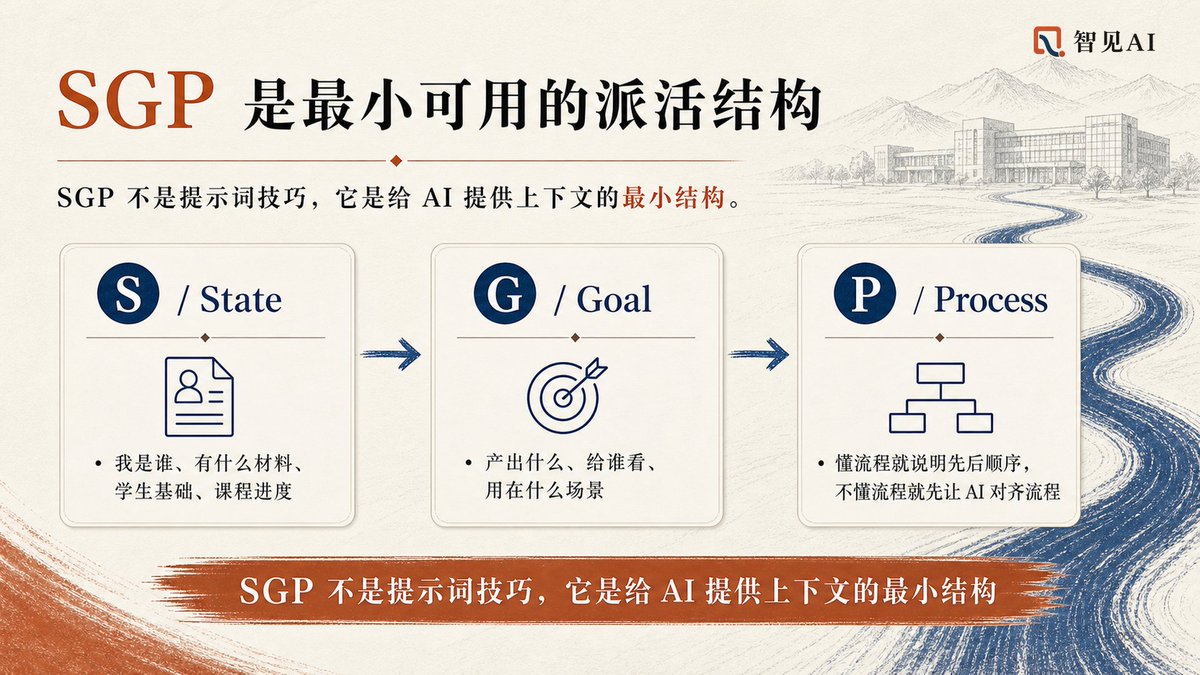 智见AI
SGP 是最小可用的派活结构
SGP 不是提示词技巧，它是给 AI 提供上下文的最小结构。
S / State
• 我是谁、有什么材料、
学生基础、课程进度
G / Goal
• 产出什么、给谁看、
用在什么场景
P / Process
• 懂流程就说明先后顺序，
不懂流程就先让 AI 对齐流程
SGP 不是提示词技巧，它是给 AI 提供上下文的最小结构